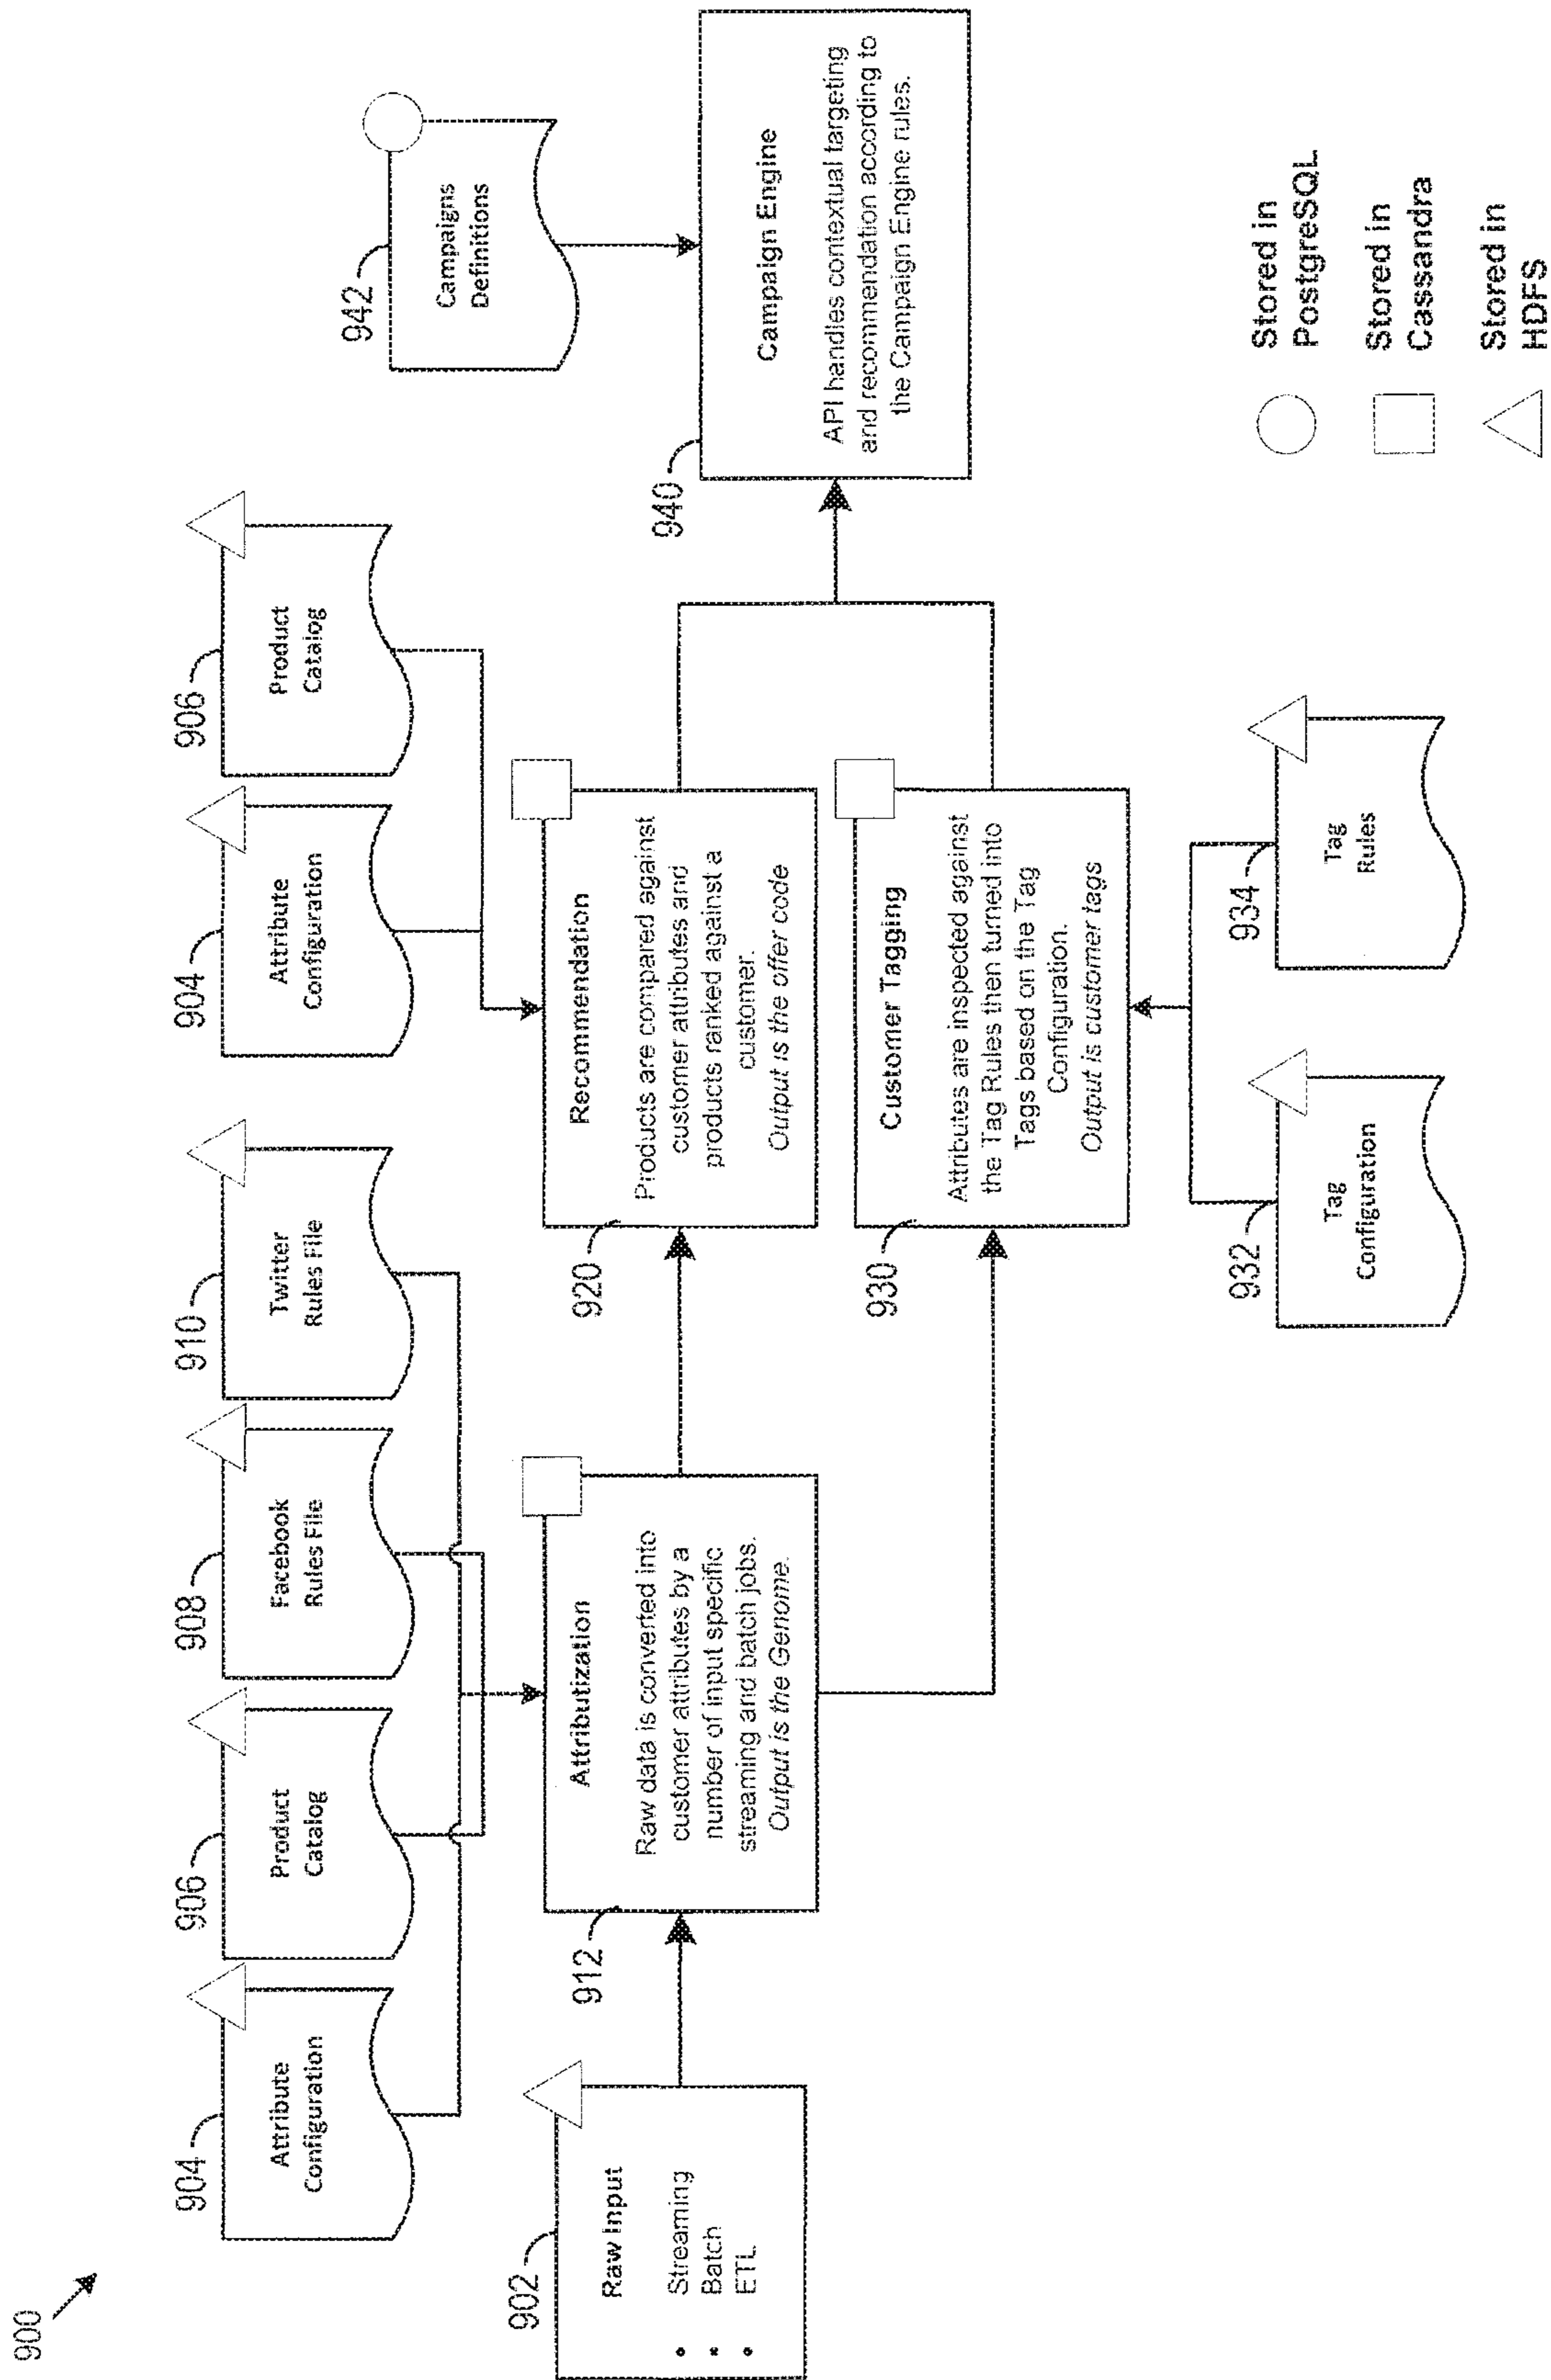 900
904
Attribute
Configuration
906
Product
Catalog
908
Facebook
Rules File
910
Twitter
Rules File
904
Attribute
Configuration
906
Product
Catalog
942
Campaigns
Definitions
902
Raw Input
• Streaming
• Batch
• ETL
912
Attributization
Raw data is converted into
customer attributes by a
number of input specific
streaming and batch jobs.
Output is the Genome.
920
Recommendation
Products are compared against
customer attributes and
products ranked against a
customer.
Output is the offer code
930
Customer Tagging
Attributes are inspected against
the Tag Rules then turned into
Tags based on the Tag
Configuration.
Output is customer tags
940
Campaign Engine
API handles contextual targeting
and recommendation according to
the Campaign Engine rules.
932
Tag
Configuration
934
Tag
Rules
Stored in
PostgreSQL
Stored in
Cassandra
Stored in
HDFS